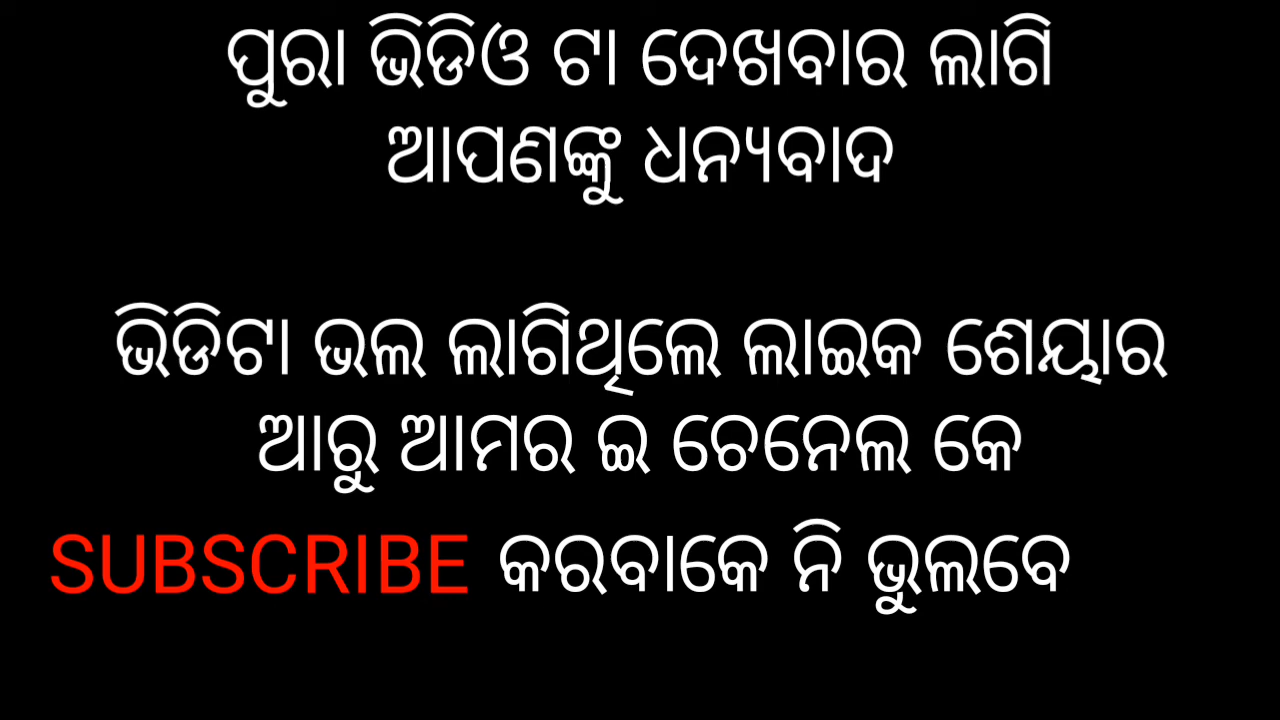 ପୁରା ଭିଡିଓ ଟା ଦେଖବାର ଲାଗି
ଆପଣଙ୍କୁ ଧନ୍ୟବାଦ
ଭିଡିଟା ଭଲ ଲାଗିଥିଲେ ଲାଇକ ଶେୟାର
ଆରୁ ଆମର ଇ ଚେନେଲ କେ
SUBSCRIBE କରବାକେ ନି ଭୁଲବେ